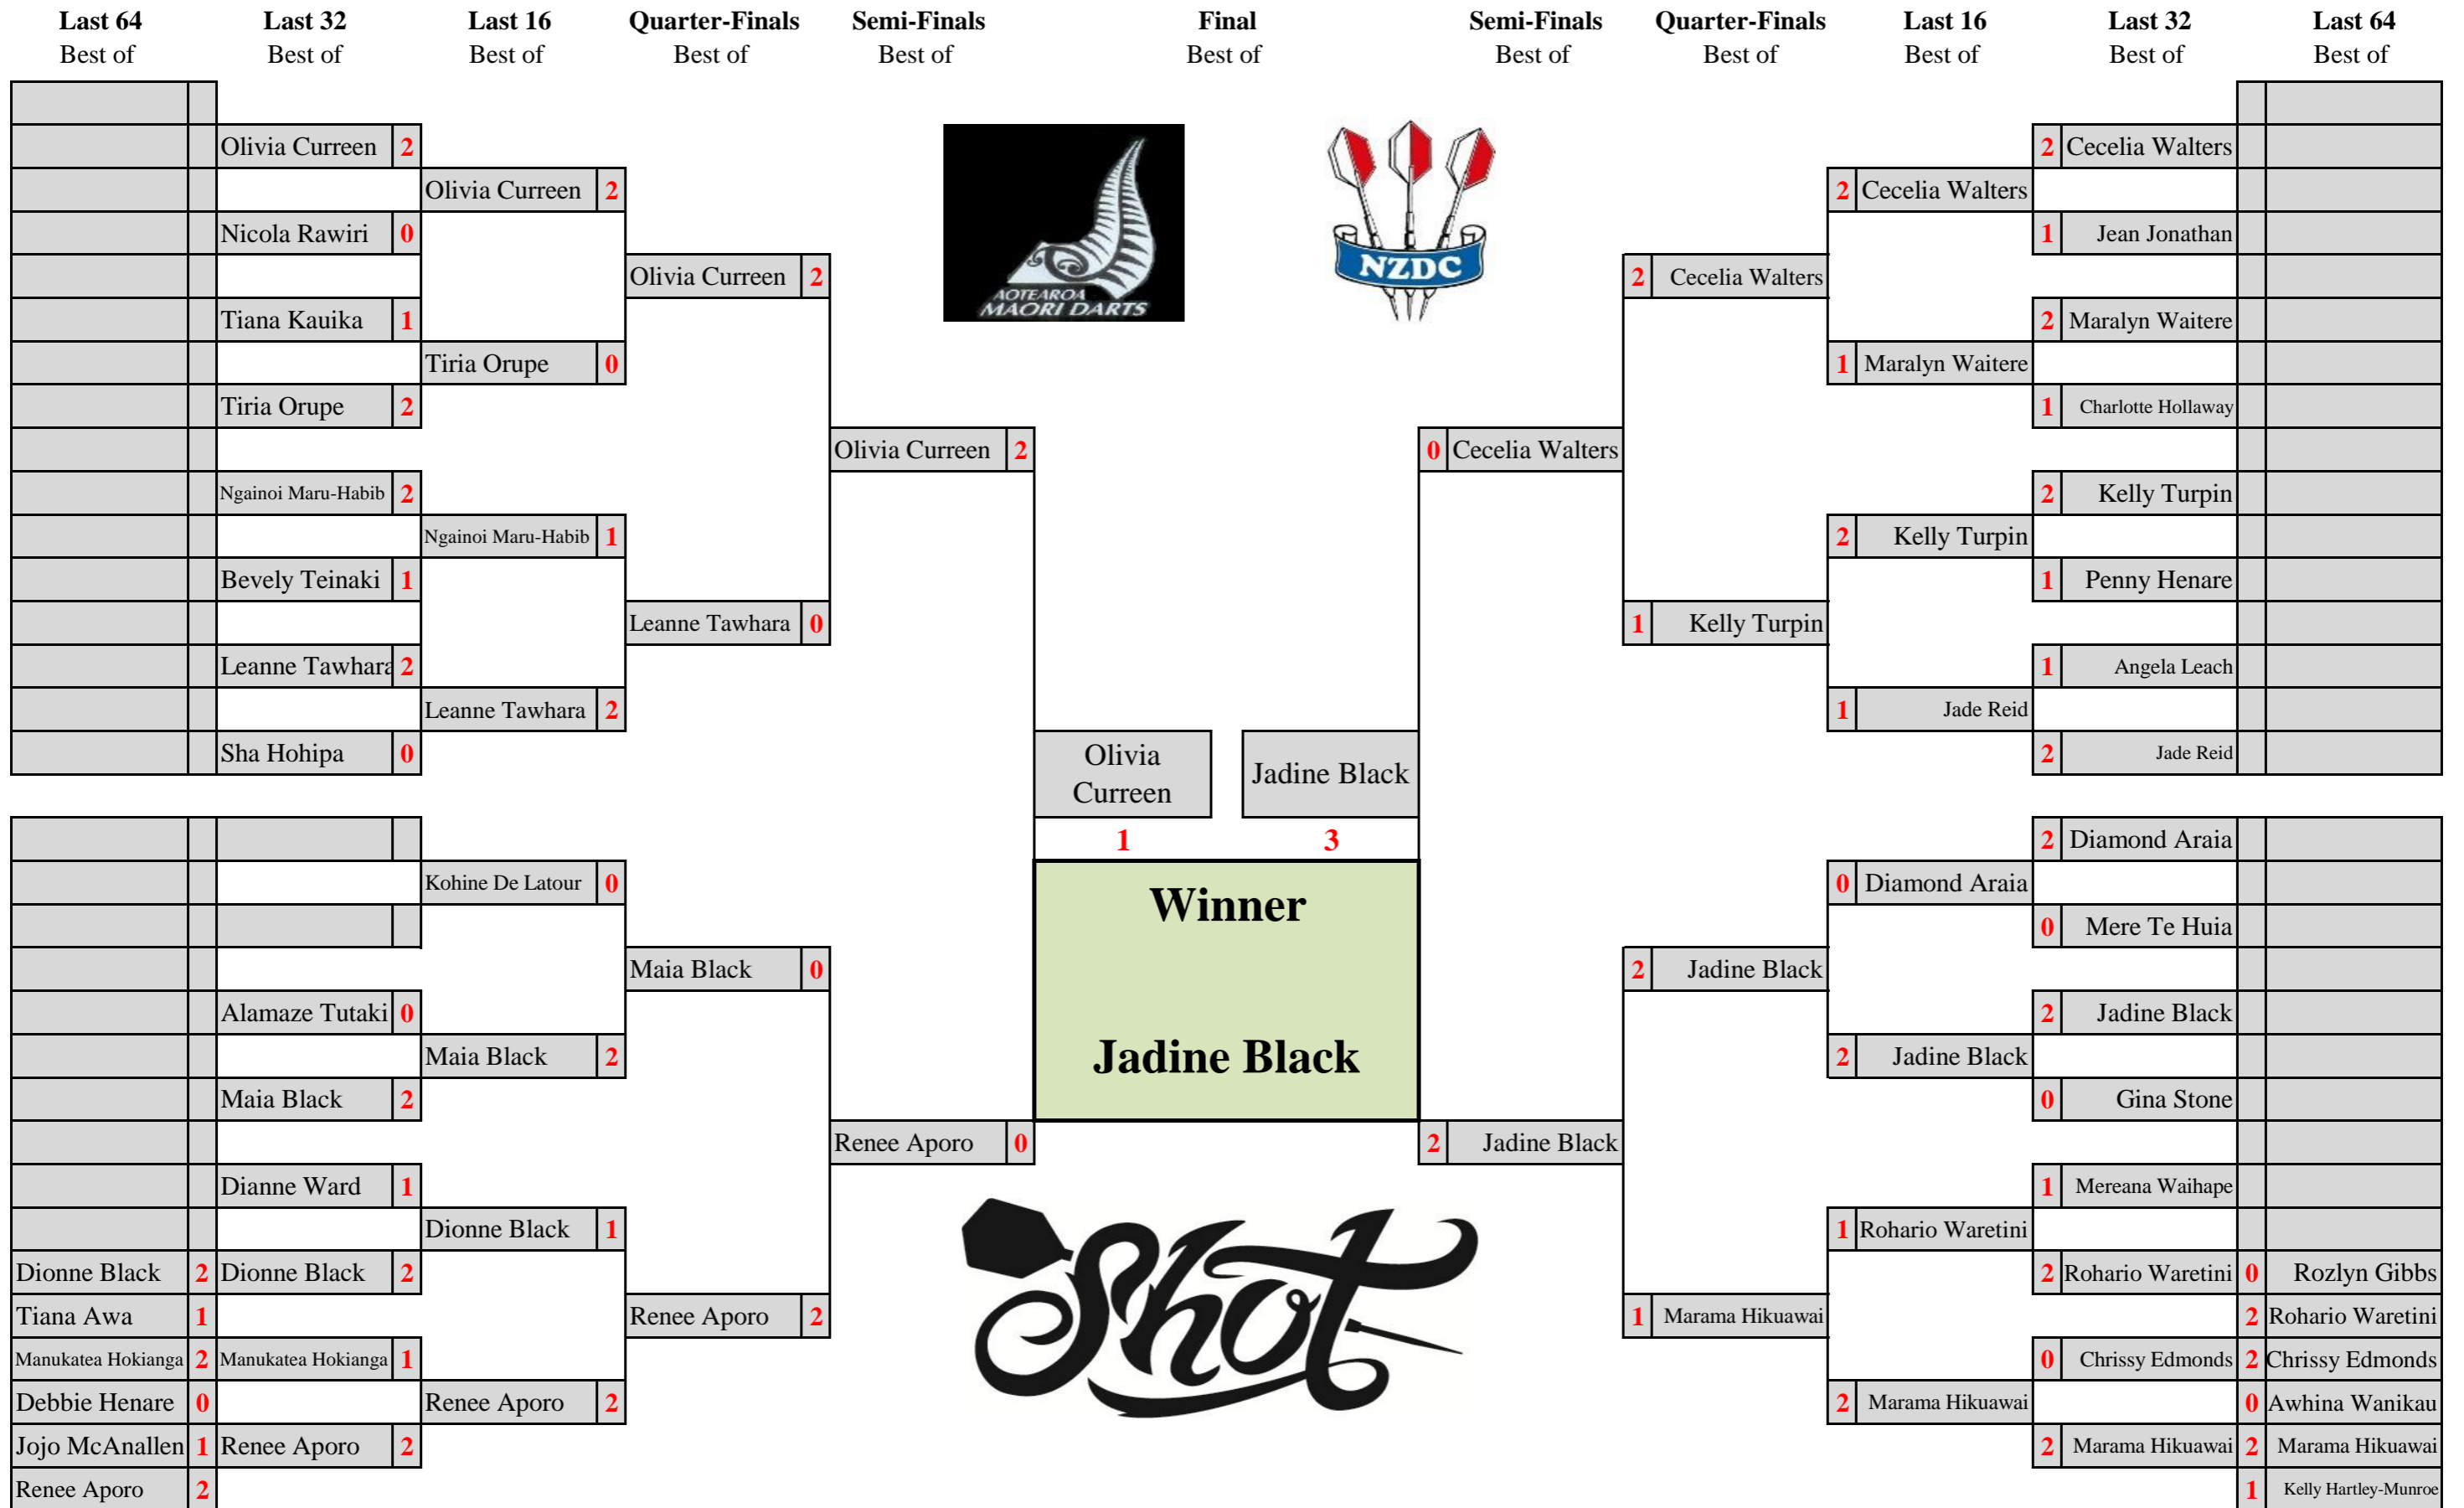 Last 64 Last 32 Last 16 Quarter-Finals Semi-Finals Final Semi-Finals Quarter-Finals Last 16 Last 32 Last 64
Best of Best of Best of Best of Best of Best of Best of Best of Best of Best of Best of
Olivia Curreen 2 2 Cecelia Walters
Olivia Curreen 2 2 Cecelia Walters
Nicola Rawiri 0 1 Jean Jonathan
Olivia Curreen 2 NZDC 2 Cecelia Walters
AOTEAROA
MAORI DARTS
Tiana Kauika 1 2 Maralyn Waitere
Tiria Orupe 0 1 Maralyn Waitere
Tiria Orupe 2 1 Charlotte Hollaway
Olivia Curreen 2 0 Cecelia Walters
Ngainoi Maru-Habib 2 2 Kelly Turpin
Ngainoi Maru-Habib 1 2 Kelly Turpin
Bevely Teinaki 1 1 Penny Henare
Leanne Tawhara 0 1 Kelly Turpin
Leanne Tawhara 2 1 Angela Leach
Leanne Tawhara 2 1 Jade Reid
Sha Hohipa 0 2 Jade Reid
Olivia
Curreen
Jadine Black
1 3
2 Diamond Araia
Kohine De Latour 0 0 Diamond Araia
Winner
0 Mere Te Huia
Maia Black 0 2 Jadine Black
Alamaze Tutaki 0 2 Jadine Black
Maia Black 2 Jadine Black 2 Jadine Black
Maia Black 2 0 Gina Stone
Renee Aporo 0 2 Jadine Black
Dianne Ward 1 1 Mereana Waihape
Dionne Black 1 1 Rohario Waretini
Dionne Black 2 Dionne Black 2 2 Rohario Waretini 0 Rozlyn Gibbs
Tiana Awa 1 Renee Aporo 2 Shot 1 Marama Hikuawai 2 Rohario Waretini
Manukatea Hokianga 2 Manukatea Hokianga 1 0 Chrissy Edmonds 2 Chrissy Edmonds
Debbie Henare 0 Renee Aporo 2 2 Marama Hikuawai 0 Awhina Wanikau
Jojo McAnallen 1 Renee Aporo 2 2 Marama Hikuawai 2 Marama Hikuawai
Renee Aporo 2 1 Kelly Hartley-Munroe